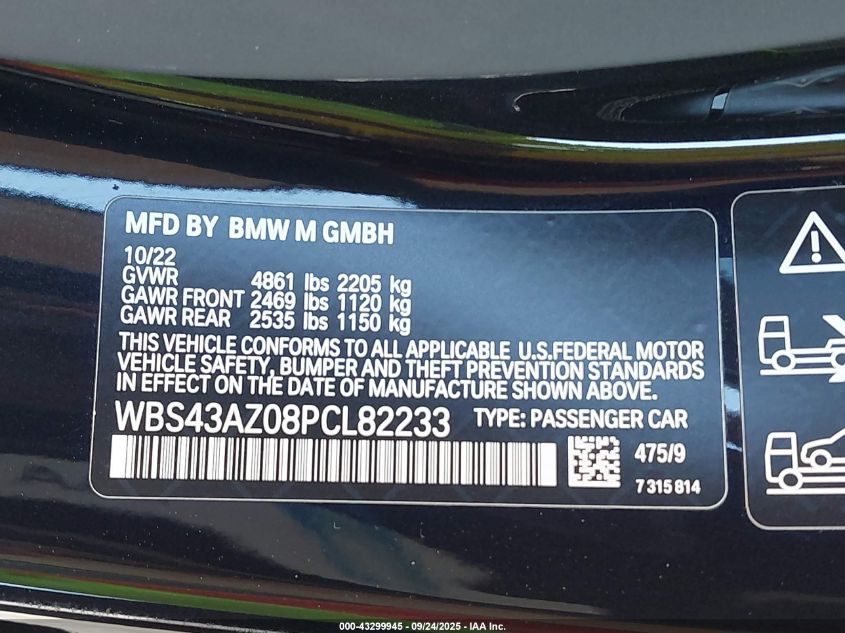 MFD BY BMW M GMBH
10/22
GVWR 4861 lbs 2205 kg
GAWR FRONT 2469 lbs 1120 kg
GAWR REAR 2535 lbs 1150 kg
THIS VEHICLE CONFORMS TO ALL APPLICABLE U.S.FEDERAL MOTOR
VEHICLE SAFETY, BUMPER AND THEFT PREVENTION STANDARDS
IN EFFECT ON THE DATE OF MANUFACTURE SHOWN ABOVE.
WBS43AZ08PCL82233 TYPE: PASSENGER CAR
475/9
7 315 814
000-43299945 - 09/24/2025 - IAA Inc.